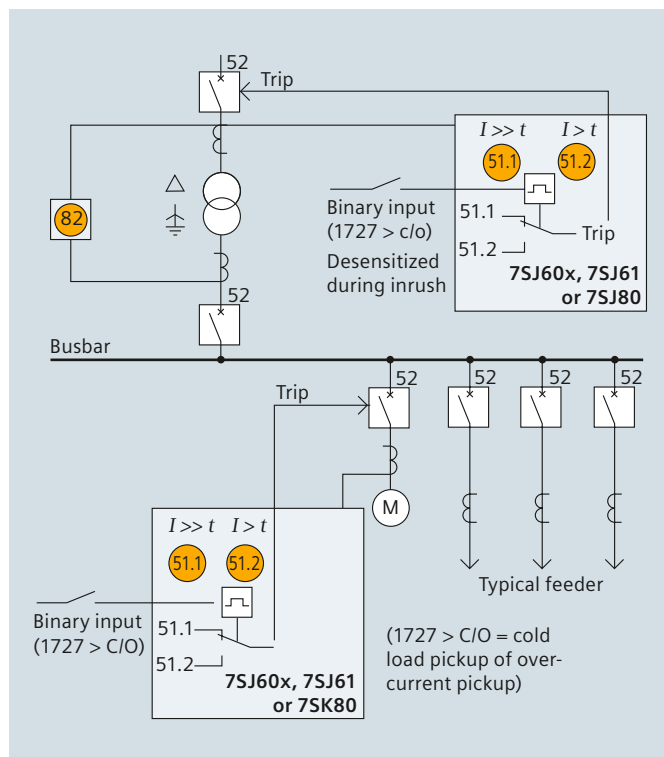 52
Trip
I >> t I > t
51.1 51.2
82
Binary input
(1727 > c/o)
Desensitized
during inrush
51.1
51.2
Trip
7SJ60x, 7SJ61
or 7SJ80
52
Busbar
52 52 52 52
Trip
M
I >> t I > t
51.1 51.2
Typical feeder
Binary input
(1727 > C/O)
51.1
51.2
7SJ60x, 7SJ61
or 7SK80
(1727 > C/O = cold
load pickup of over-
current pickup)